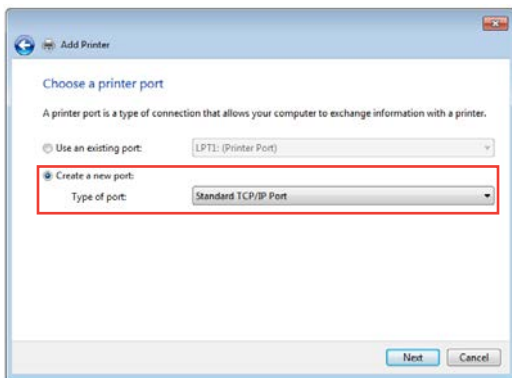 Add Printer
Choose a printer port
A printer port is a type of connection that allows your computer to exchange information with a printer.
Use an existing port: LPT1: (Printer Port)
Create a new port:
Type of port: Standard TCP/IP Port
Next Cancel